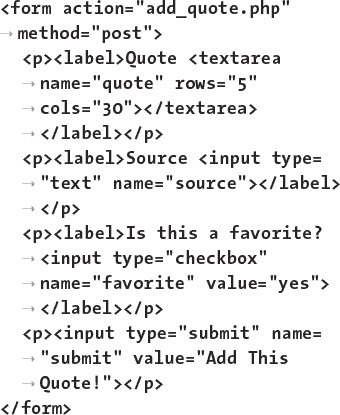 <form action="add_quote.php"
→ method="post">
<p><label>Quote <textarea
→ name="quote" rows="5"
→ cols="30"></textarea>
→ </label></p>
<p><label>Source <input type=
→ "text" name="source"></label>
→ </p>
<p><label>Is this a favorite?
→ <input type="checkbox"
→ name="favorite" value="yes">
→ </label></p>
<p><input type="submit" name=
→ "submit" value="Add This
→ Quote!"></p>
</form>